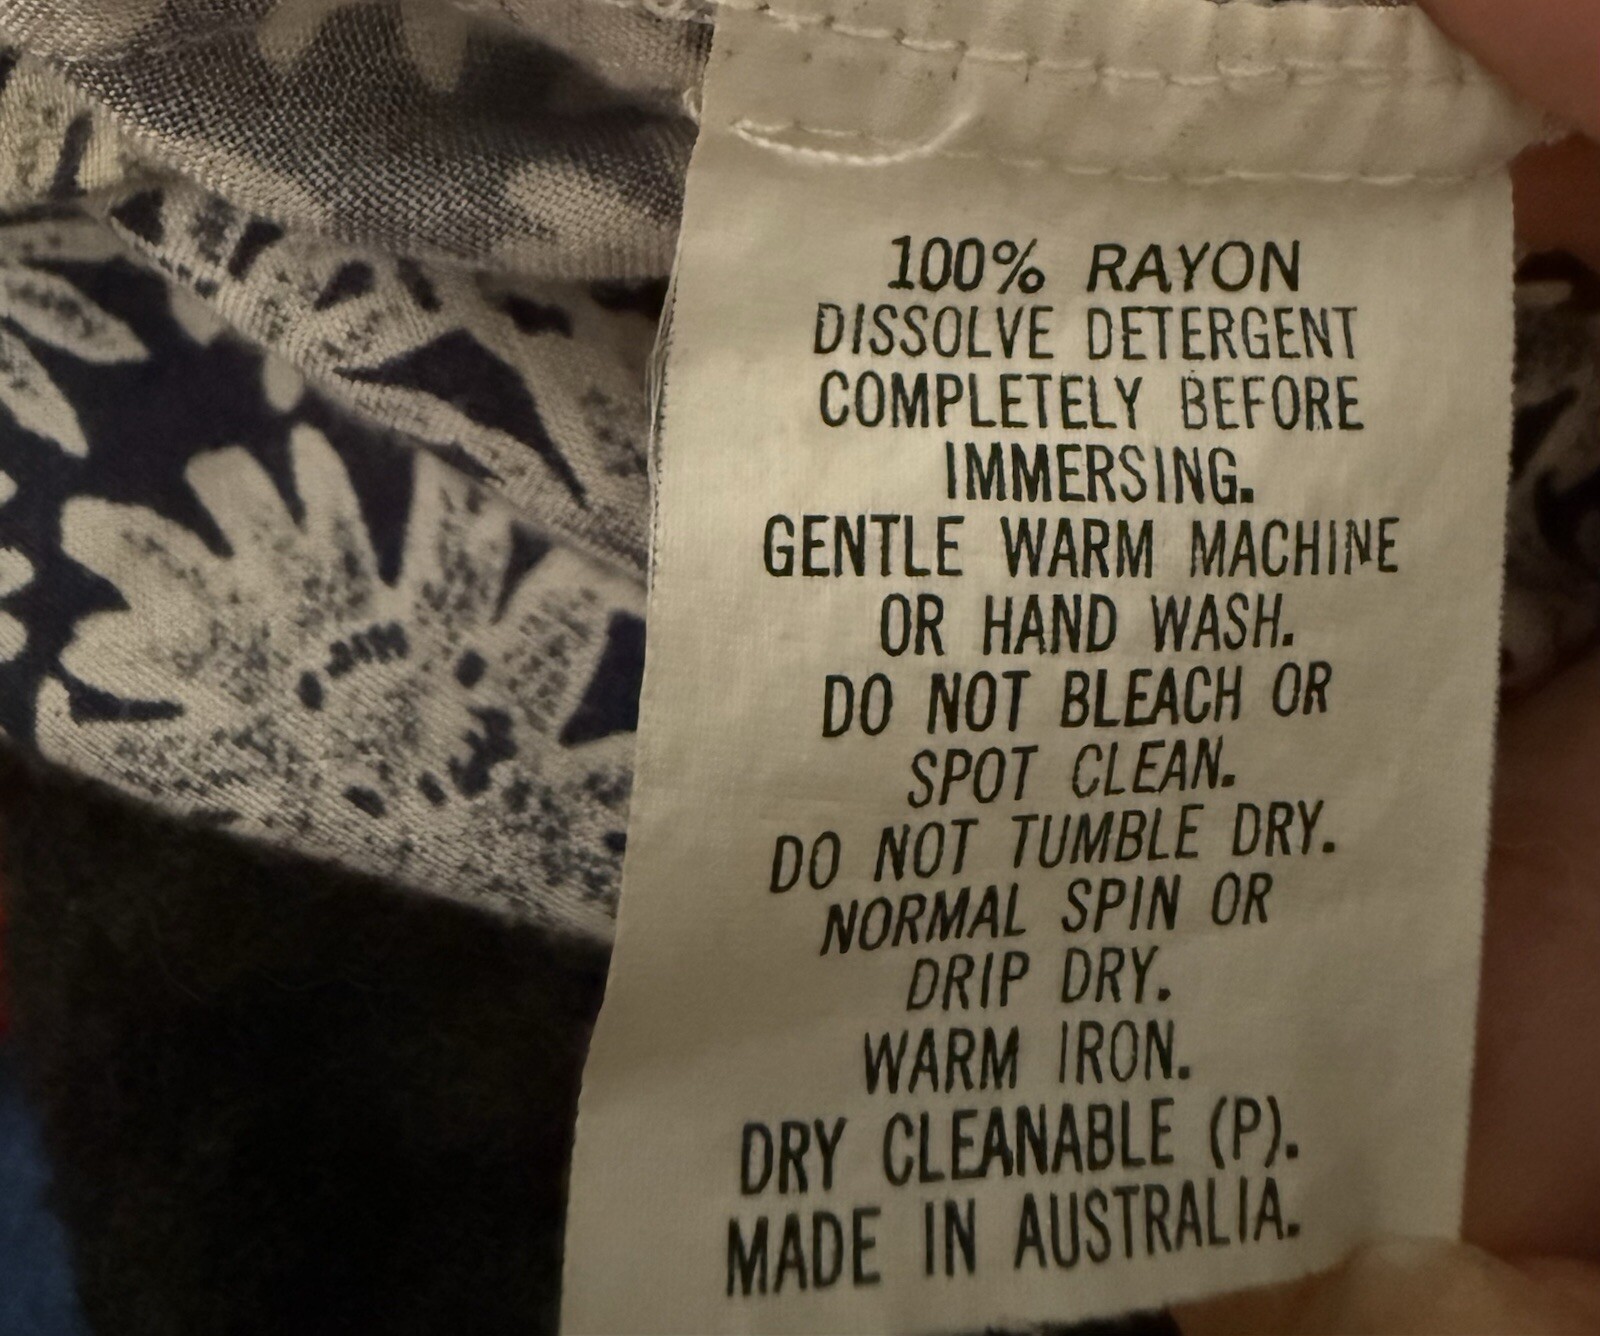 100% RAYON
DISSOLVE DETERGENT
COMPLETELY BEFORE
IMMERSING.
GENTLE WARM MACHINE
OR HAND WASH.
DO NOT BLEACH OR
SPOT CLEAN.
DO NOT TUMBLE DRY.
NORMAL SPIN OR
DRIP DRY.
WARM IRON.
DRY CLEANABLE (P).
MADE IN AUSTRALIA.